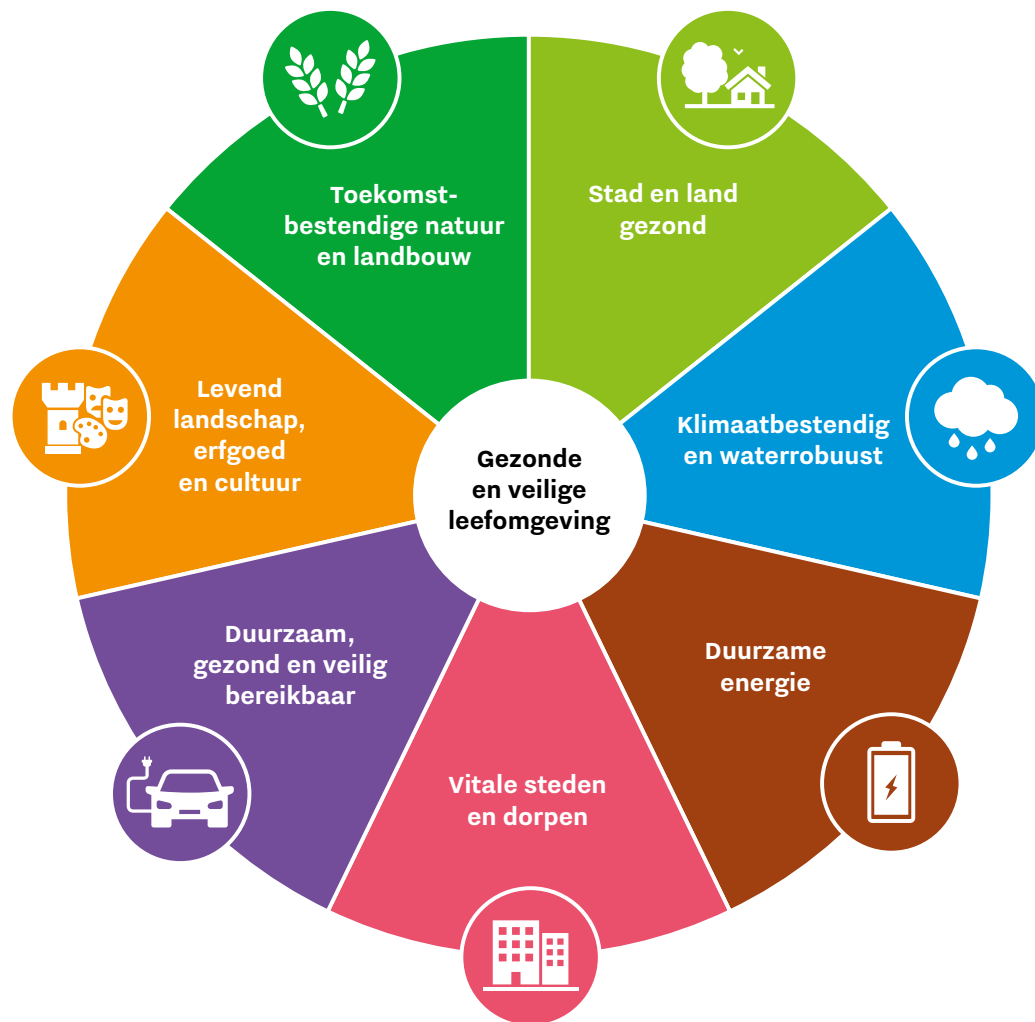 Toekomst-
bestendige natuur
en landbouw
Stad en land
gezond
Levend
landschap,
erfgoed
en cultuur
Klimaatbestendig
en waterrobuust
Gezonde
en veilige
leefomgeving
Duurzaam,
gezond en veilig
bereikbaar
Duurzame
energie
Vitale steden
en dorpen